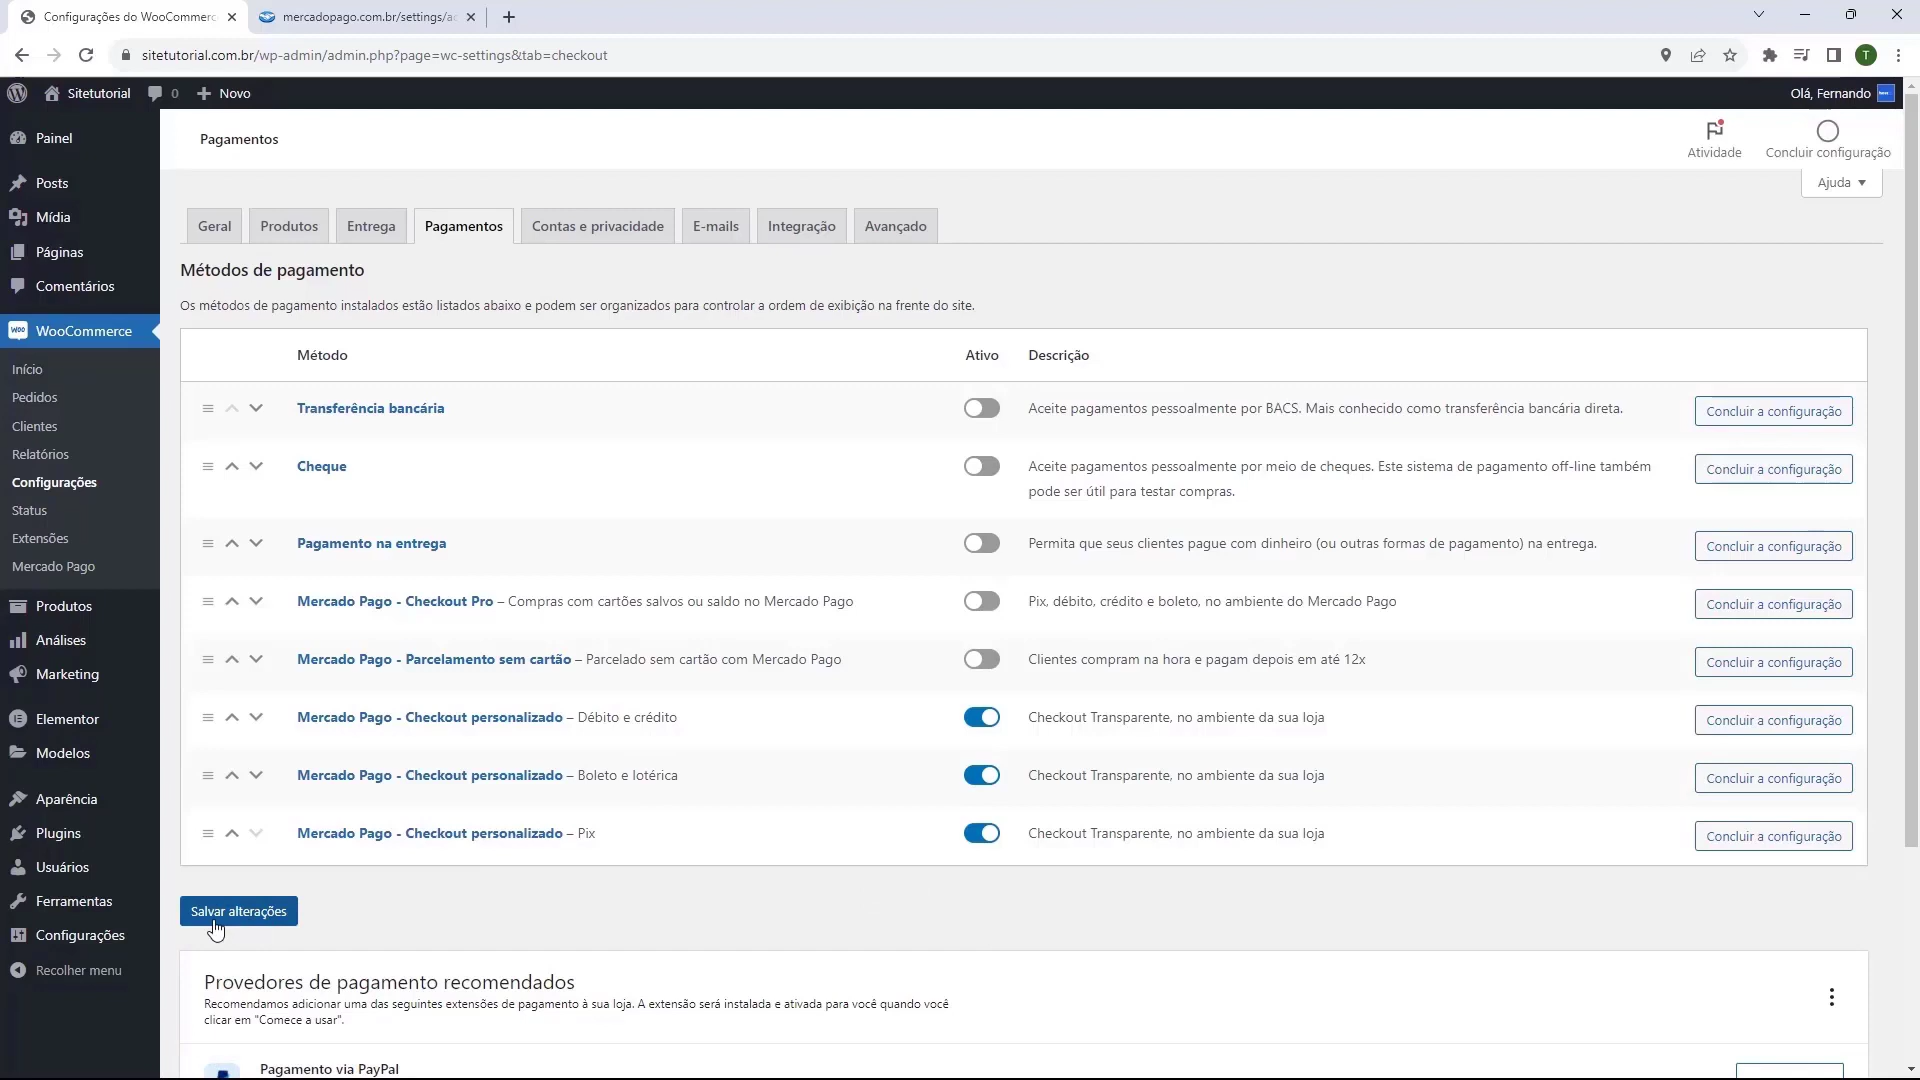 Configurações do WooCommerc
mercadopago.com.br/settings/ac
sitetutorial.com.br/wp-admin/admin.php?page=wc-settings&tab=checkout
T
Sitetutorial
0
Novo
Olá, Fernando
Painel
Posts
Mídia
Páginas
Comentários
WooCommerce
Início
Pedidos
Clientes
Relatórios
Configurações
Status
Extensões
Mercado Pago
Produtos
Análises
Marketing
Elementor
Modelos
Aparência
Plugins
Usuários
Ferramentas
Configurações
Recolher menu
Pagamentos
Atividade
Concluir configuração
Ajuda
Geral
Produtos
Entrega
Pagamentos
Contas e privacidade
E-mails
Integração
Avançado
Métodos de pagamento
Os métodos de pagamento instalados estão listados abaixo e podem ser organizados para controlar a ordem de exibição na frente do site.
Método
Ativo
Descrição
Transferência bancária
Aceite pagamentos pessoalmente por BACS. Mais conhecido como transferência bancária direta.
Concluir a configuração
Cheque
Aceite pagamentos pessoalmente por meio de cheques. Este sistema de pagamento off-line também
pode ser útil para testar compras.
Concluir a configuração
Pagamento na entrega
Permita que seus clientes pague com dinheiro (ou outras formas de pagamento) na entrega.
Concluir a configuração
Mercado Pago - Checkout Pro – Compras com cartões salvos ou saldo no Mercado Pago
Pix, débito, crédito e boleto, no ambiente do Mercado Pago
Concluir a configuração
Mercado Pago - Parcelamento sem cartão – Parcelado sem cartão com Mercado Pago
Clientes compram na hora e pagam depois em até 12x
Concluir a configuração
Mercado Pago - Checkout personalizado – Débito e crédito
Checkout Transparente, no ambiente da sua loja
Concluir a configuração
Mercado Pago - Checkout personalizado – Boleto e lotérica
Checkout Transparente, no ambiente da sua loja
Concluir a configuração
Mercado Pago - Checkout personalizado – Pix
Checkout Transparente, no ambiente da sua loja
Concluir a configuração
Salvar alterações
Provedores de pagamento recomendados
Recomendamos adicionar uma das seguintes extensões de pagamento à sua loja. A extensão será instalada e ativada para você quando você
clicar em "Comece a usar".
Pagamento via PayPal